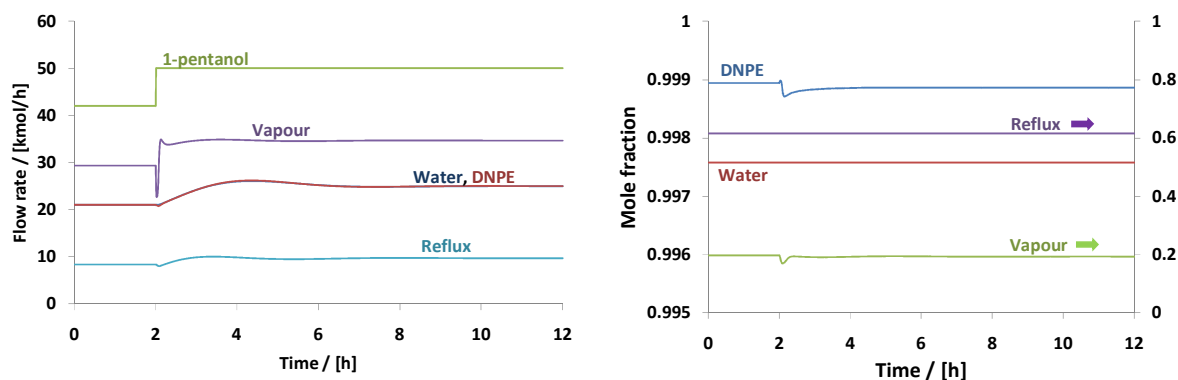 60
50
40
30
20
10
0
Flow rate / [kmol/h]
1-pentanol
Vapour
Water, DNPE
Reflux
0 2 4 6 8 10 12
Time / [h]
1
0.999
0.998
0.997
0.996
0.995
Mole fraction
DNPE
Reflux
Water
Vapour
1
0.8
0.6
0.4
0.2
0
0 2 4 6 8 10 12
Time / [h]